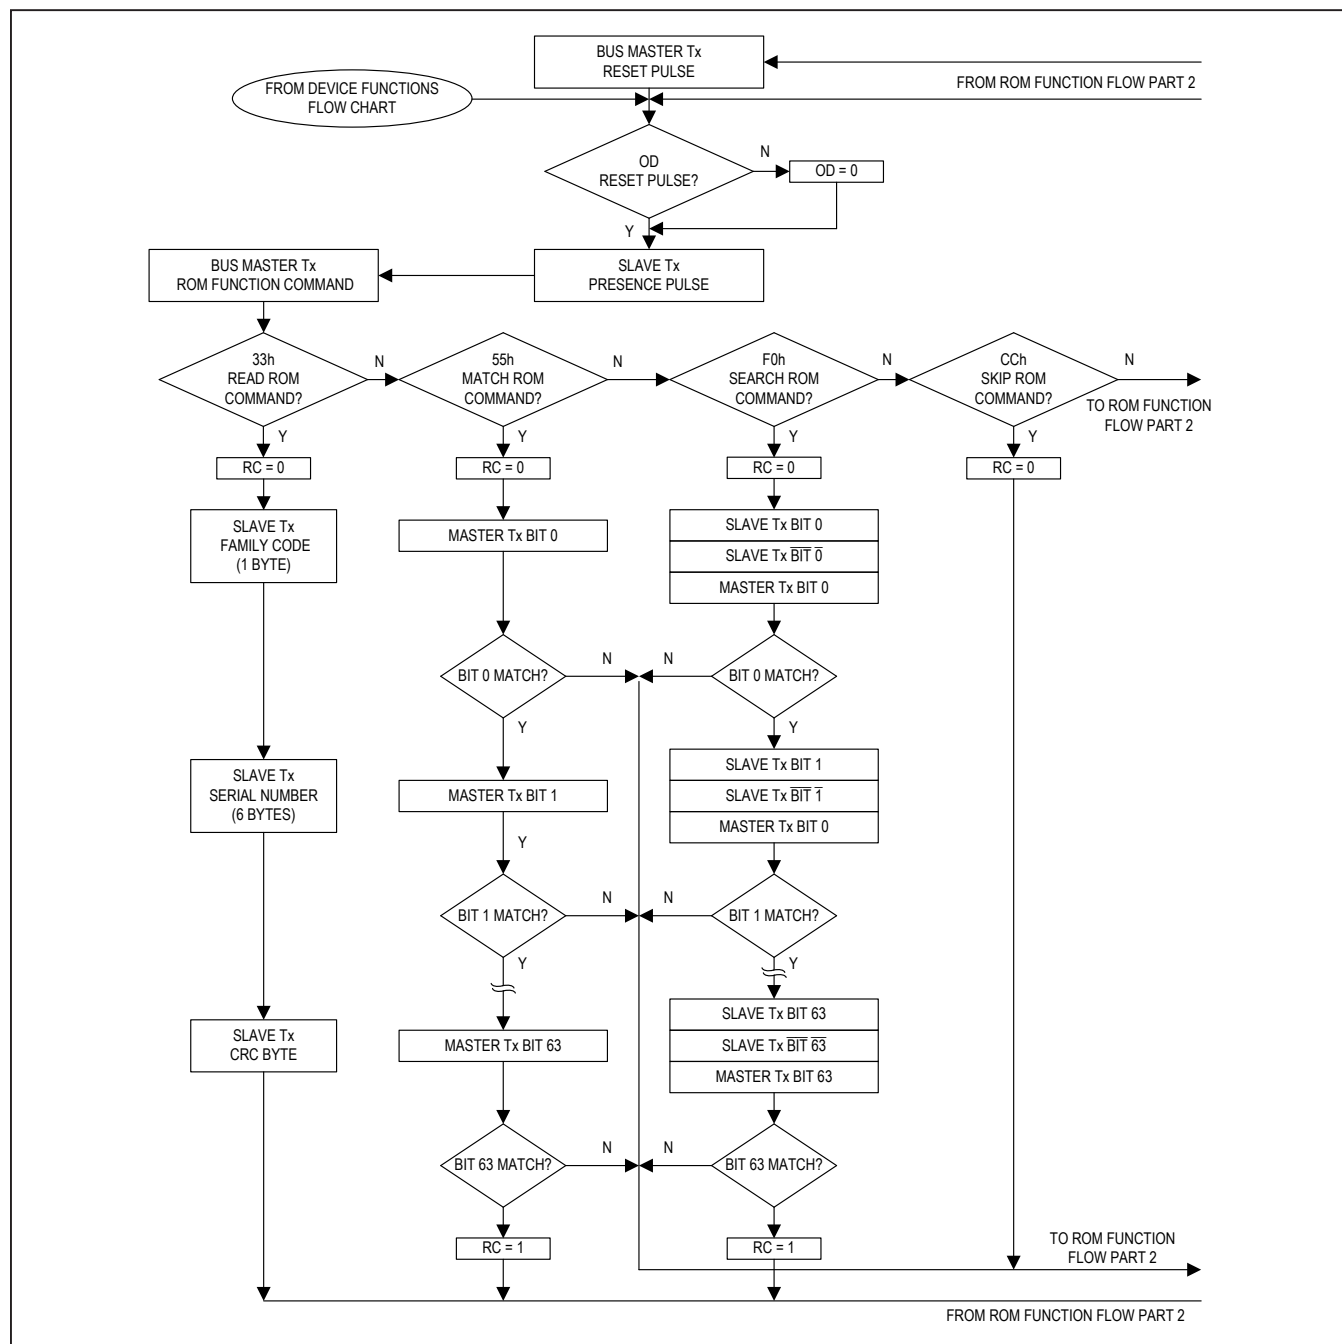 BUS MASTER Tx
RESET PULSE
FROM ROM FUNCTION FLOW PART 2
FROM DEVICE FUNCTIONS
FLOW CHART
OD
RESET PULSE?
N
OD = 0
Y
BUS MASTER Tx
ROM FUNCTION COMMAND
SLAVE Tx
PRESENCE PULSE
33h
READ ROM
COMMAND?
N
55h
MATCH ROM
COMMAND?
N
F0h
SEARCH ROM
COMMAND?
N
CCh
SKIP ROM
COMMAND?
N
TO ROM FUNCTION
FLOW PART 2
Y
Y
Y
Y
RC = 0
RC = 0
RC = 0
RC = 0
SLAVE Tx
FAMILY CODE
(1 BYTE)
MASTER Tx BIT 0
SLAVE Tx BIT 0
SLAVE Tx B̅I̅T̅ 0̅
MASTER Tx BIT 0
BIT 0 MATCH?
N
N
BIT 0 MATCH?
Y
Y
SLAVE Tx
SERIAL NUMBER
(6 BYTES)
MASTER Tx BIT 1
SLAVE Tx BIT 1
SLAVE Tx B̅I̅T̅ 1̅
MASTER Tx BIT 0
Y
BIT 1 MATCH?
N
N
BIT 1 MATCH?
Y
Y
SLAVE Tx
CRC BYTE
MASTER Tx BIT 63
SLAVE Tx BIT 63
SLAVE Tx B̅I̅T̅ 6̅3̅
MASTER Tx BIT 63
BIT 63 MATCH?
N
N
BIT 63 MATCH?
RC = 1
RC = 1
TO ROM FUNCTION
FLOW PART 2
FROM ROM FUNCTION FLOW PART 2